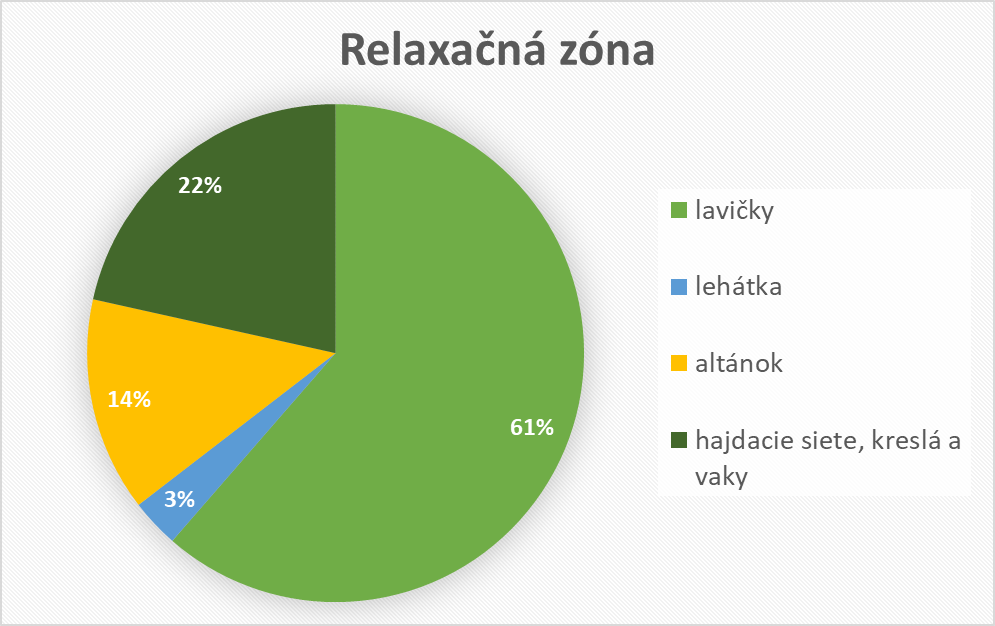 Relaxačná zóna
22%
14%
3%
61%
lavičky
lehátka
altánok
hajdacie siete, kreslá a
vaky